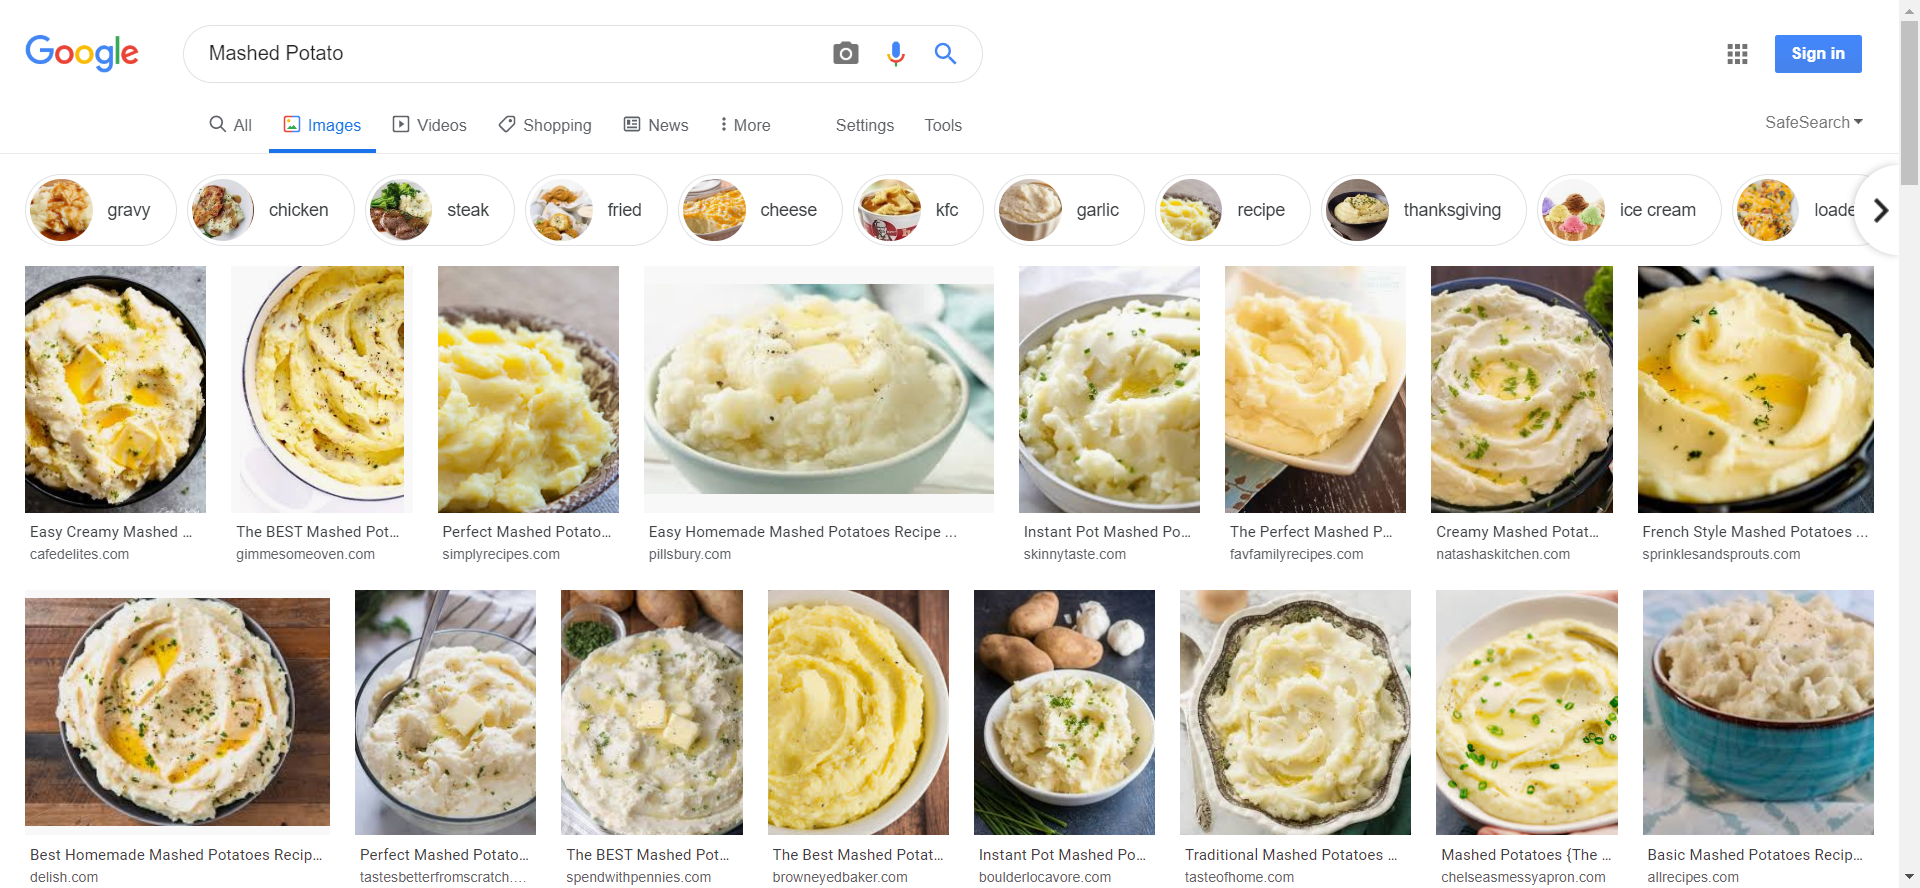 Google
Mashed Potato
Sign in
All
Images
Videos
Shopping
News
More
Settings
Tools
SafeSearch
gravy
chicken
steak
fried
cheese
kfc
garlic
recipe
thanksgiving
ice cream
loade
Easy Creamy Mashed ...
cafedelites.com
The BEST Mashed Pot...
gimmesomeoven.com
Perfect Mashed Potato...
simplyrecipes.com
Easy Homemade Mashed Potatoes Recipe ...
pillsbury.com
Instant Pot Mashed Po...
skinnytaste.com
The Perfect Mashed P...
favfamilyrecipes.com
Creamy Mashed Potat...
natashaskitchen.com
French Style Mashed Potatoes ...
sprinklesandsprouts.com
Best Homemade Mashed Potatoes Recip...
delish.com
Perfect Mashed Potato...
tastesbetterfromscratch....
The BEST Mashed Pot...
spendwithpennies.com
The Best Mashed Potat...
browneyedbaker.com
Instant Pot Mashed Po...
boulderlocavore.com
Traditional Mashed Potatoes ...
tasteofhome.com
Mashed Potatoes {The ...
chelseasmessyapron.com
Basic Mashed Potatoes Recip...
allrecipes.com